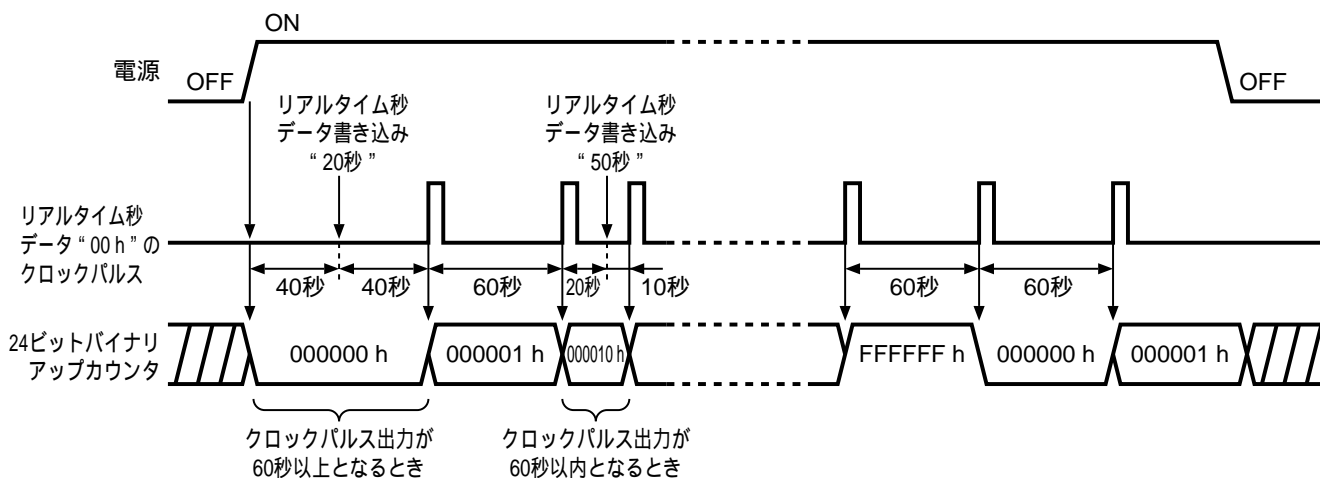 ON
電源
OFF
OFF
リアルタイム秒
データ書き込み
“ 20秒 ”
リアルタイム秒
データ書き込み
“ 50秒 ”
リアルタイム秒
データ “ 00 h ” の
クロックパルス
40秒
40秒
60秒
20秒
10秒
60秒
60秒
24ビットバイナリ
アップカウンタ
000000 h
000001 h
000010 h
FFFFFF h
000000 h
000001 h
クロックパルス出力が
60秒以上となるとき
クロックパルス出力が
60秒以内となるとき